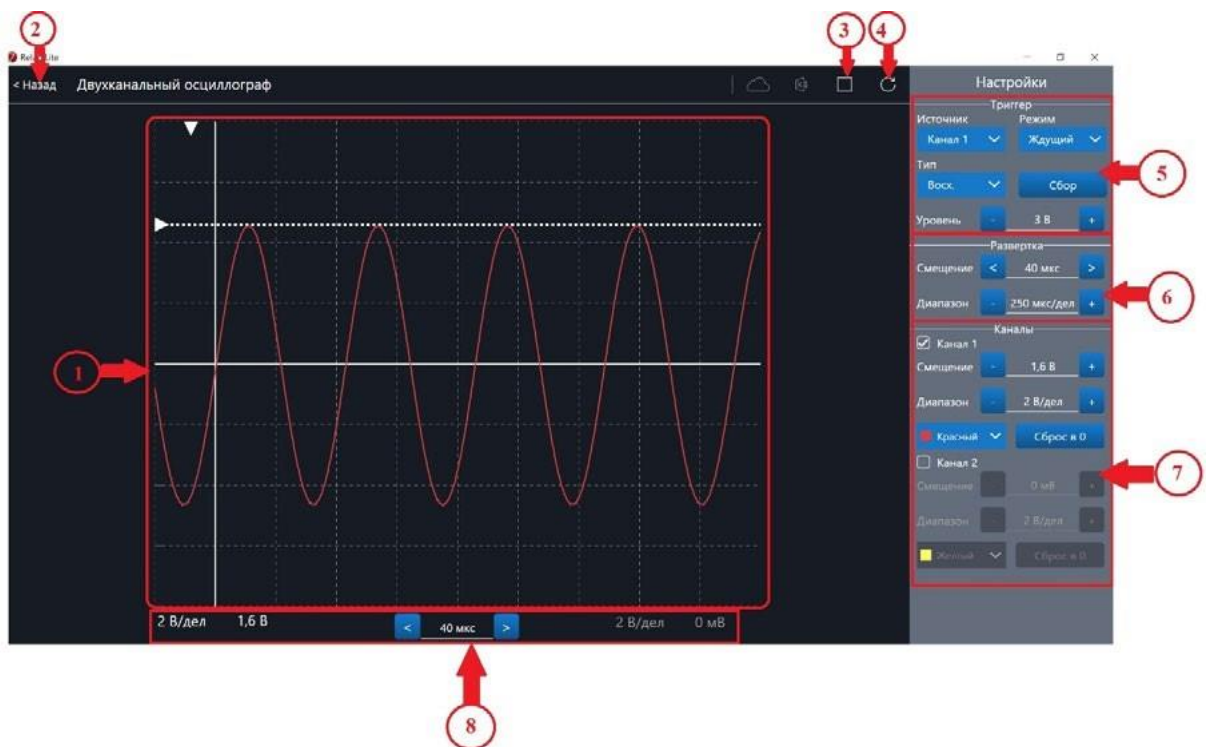 2
3
4
Relab Lite
< Назад
Двухканальный осциллограф
Настройки
Триггер
Источник
Режим
Канал 1
Ждущий
5
Тип
Восх.
Сбор
Уровень
-
3 В
+
Развертка
Смещение
<
40 мкс
>
6
Диапазон
-
250 мкс/дел
+
Каналы
Канал 1
1
Смещение
-
1,6 В
+
Диапазон
-
2 В/дел
+
Красный
Сброс в 0
Канал 2
7
Смещение
0 мВ
Диапазон
2 В/дел
Желтый
Сброс в 0
2 В/дел
1,6 В
<
40 мкс
>
2 В/дел
0 мВ
8